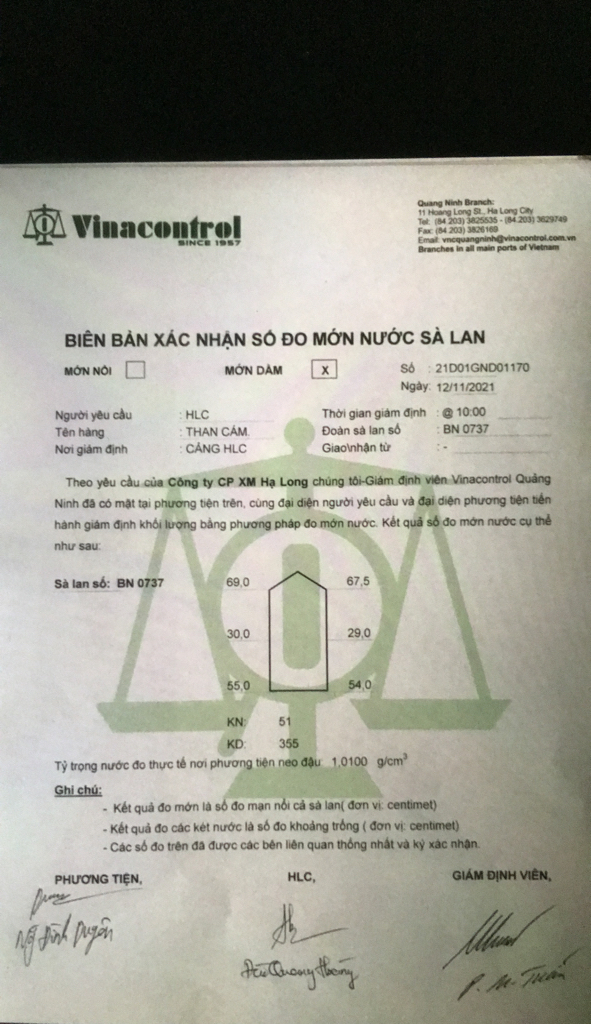 Vinacontrol
SINCE 1957
Quang Ninh Branch:
11 Hoang Long St., Ha Long City
Tel: (84.203) 3825535 - (84.203) 3629749
Fax: (84.203) 3826169
Email: vncquangninh@vinacontrol.com.vn
Branches in all main ports of Vietnam
BIÊN BẢN XÁC NHẬN SỐ ĐO MỚN NƯỚC SÀ LAN
MỚN NỔI MỚN DẰM X Số : 21D01GND01170
Ngày: 12/11/2021
Người yêu cầu : HLC Thời gian giám định : @ 10:00
Tên hàng : THAN CÁM. Đoàn sà lan số : BN 0737
Nơi giám định : CẢNG HLC Giao\nhận từ : -
Theo yêu cầu của Công ty CP XM Hạ Long chúng tôi-Giám định viên Vinacontrol Quảng
Ninh đã có mặt tại phương tiện trên, cùng đại diện người yêu cầu và đại diện phương tiện tiến
hành giám định khối lượng bằng phương pháp đo mớn nước. Kết quả số đo mớn nước cụ thể
như sau:
Sà lan số: BN 0737 69,0 67,5
30,0 29,0
55,0 54,0
KN: 51
KD: 355
Tỷ trọng nước đo thực tế nơi phương tiện neo đậu: 1,0100 g/cm³
Ghi chú:
- Kết quả đo mớn là số đo mạn nổi cả sà lan( đơn vị: centimet)
- Kết quả đo các két nước là số đo khoảng trống ( đơn vị: centimet)
- Các số đo trên đã được các bên liên quan thống nhất và ký xác nhận.
PHƯƠNG TIỆN, HLC, GIÁM ĐỊNH VIÊN,
Đình Duyên
Quang
P. M. Tuấn